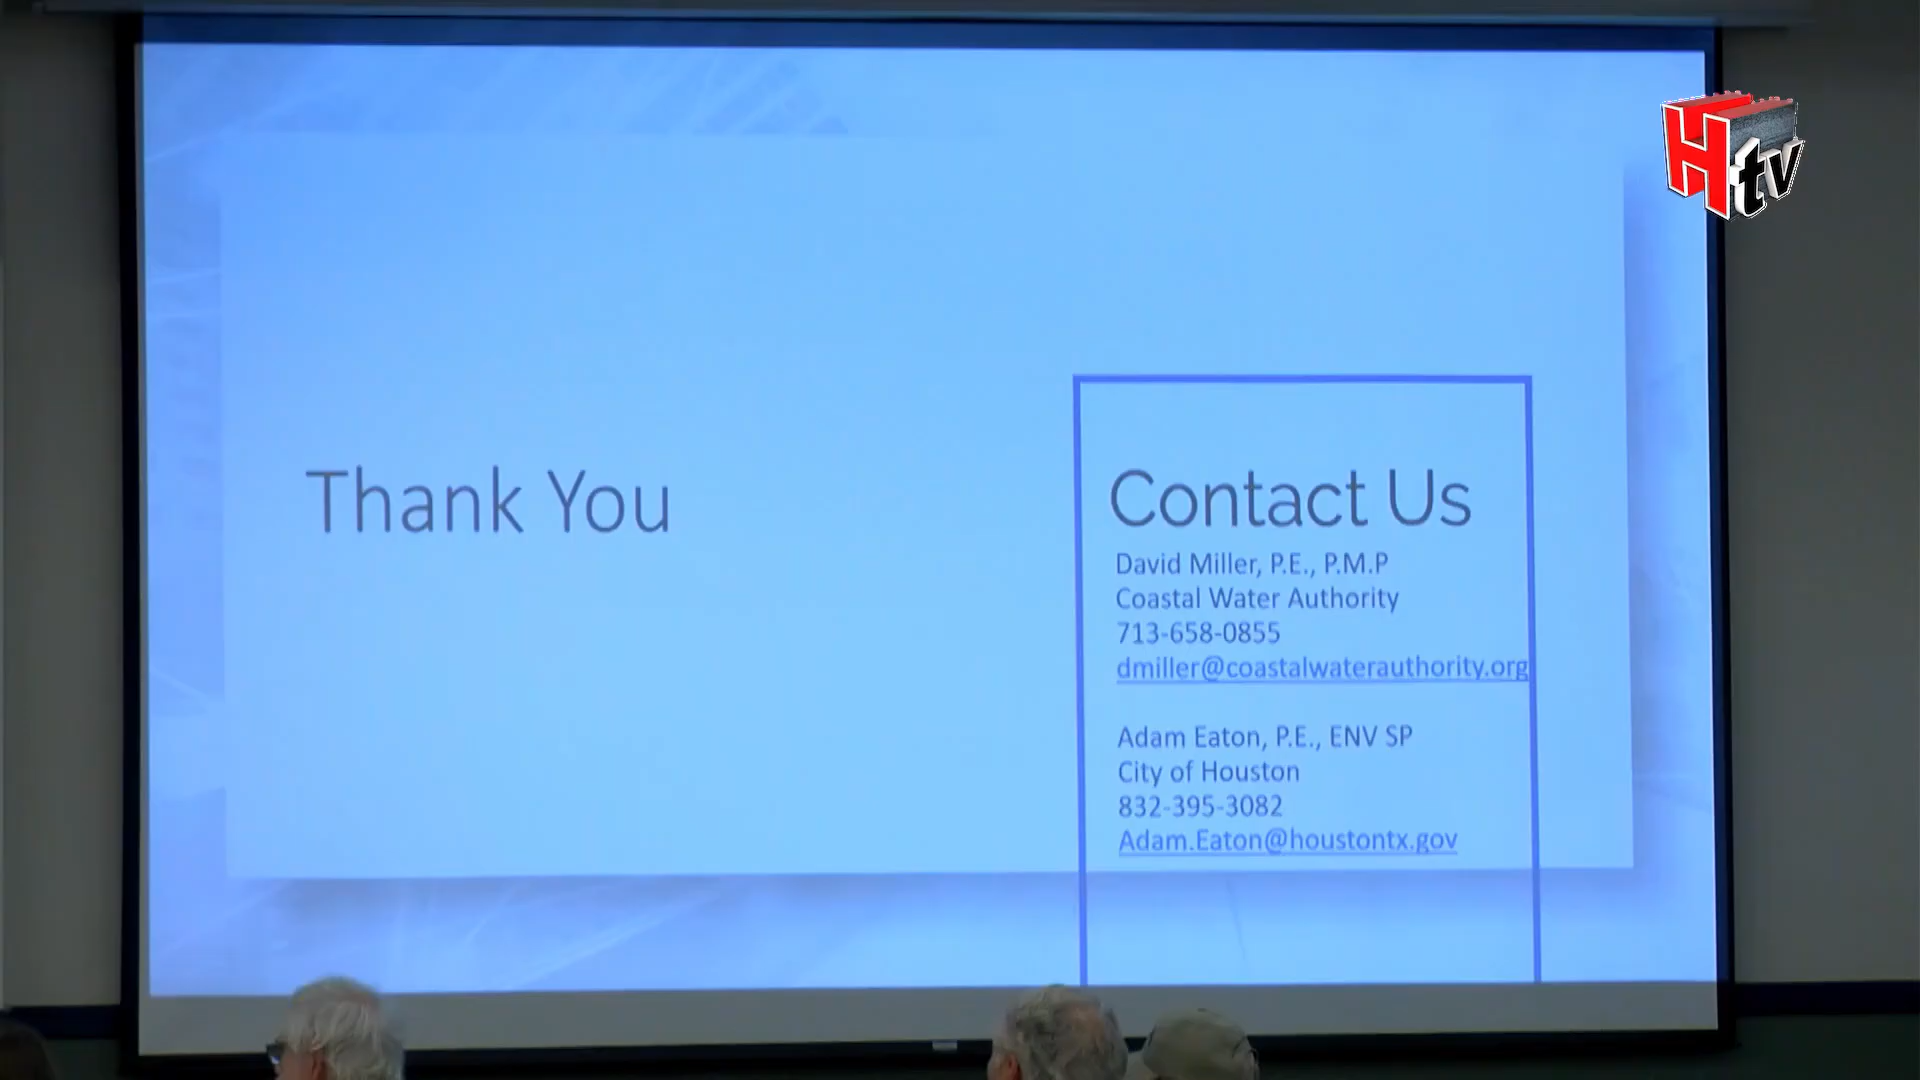 Htv
Thank You
Contact Us
David Miller, P.E., P.M.P
Coastal Water Authority
713-658-0855
dmiller@coastalwaterauthority.org
Adam Eaton, P.E., ENV SP
City of Houston
832-395-3082
Adam.Eaton@houstontx.gov